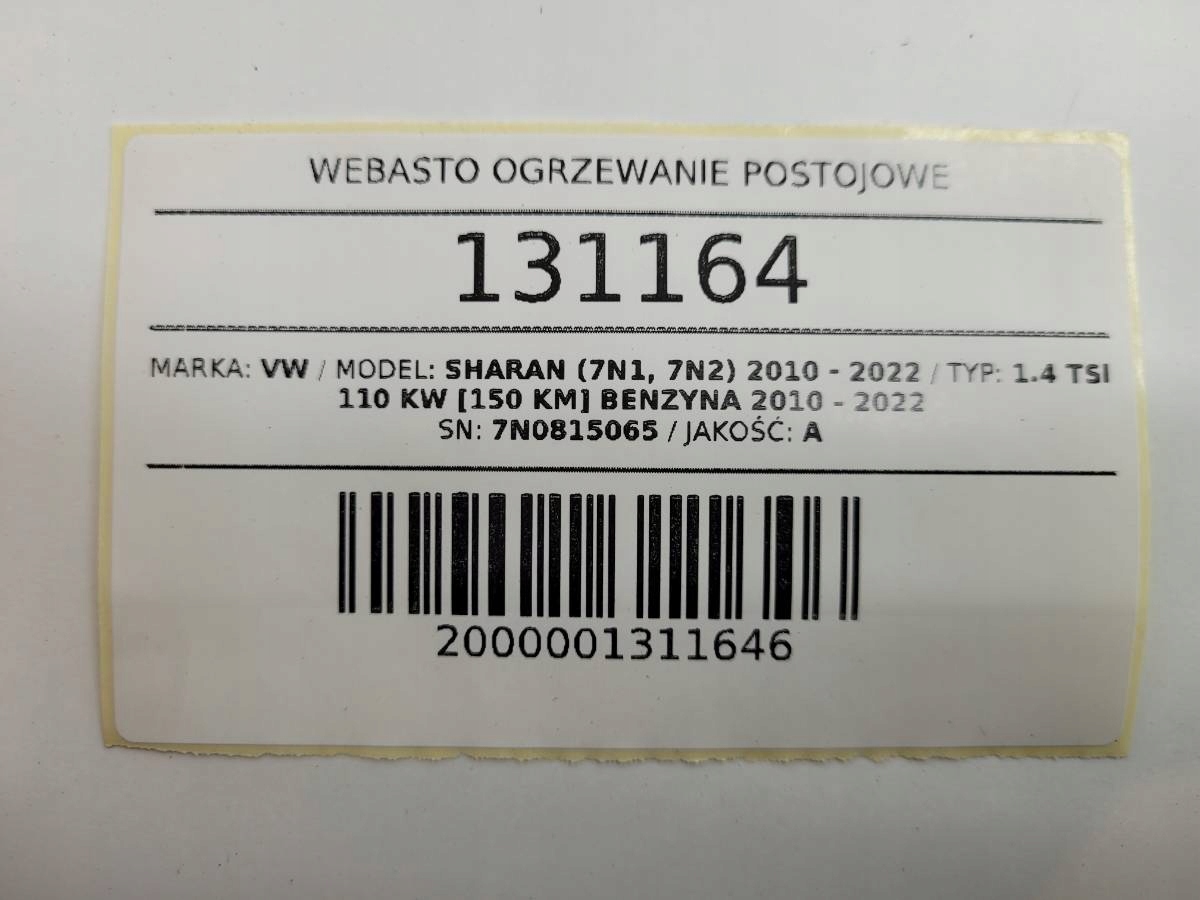 WEBASTO OGRZEWANIE POSTOJOWE
131164
MARKA: VW / MODEL: SHARAN (7N1, 7N2) 2010 - 2022 / TYP: 1.4 TSI
110 KW [150 KM] BENZYNA 2010 - 2022
SN: 7N0815065 / JAKOŚĆ: A
2000001311646